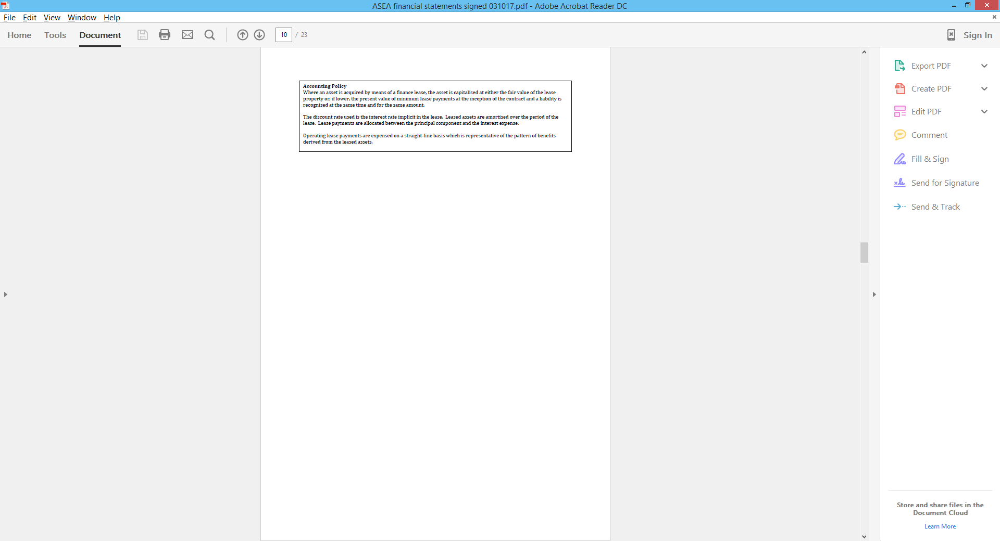 ASEA financial statements signed 031017.pdf - Adobe Acrobat Reader DC
File Edit View Window Help
Home Tools Document 10 / 23 Sign In
Accounting Policy
Where an asset is acquired by means of a finance lease, the asset is capitalised at either the fair value of the lease
property or, if lower, the present value of minimum lease payments at the inception of the contract and a liability is
recognised at the same time and for the same amount.
The discount rate used is the interest rate implicit in the lease. Leased assets are amortised over the period of the
lease. Lease payments are allocated between the principal component and the interest expense.
Operating lease payments are expensed on a straight-line basis which is representative of the pattern of benefits
derived from the leased assets.
Export PDF
Create PDF
Edit PDF
Comment
Fill & Sign
Send for Signature
Send & Track
Store and share files in the
Document Cloud
Learn More